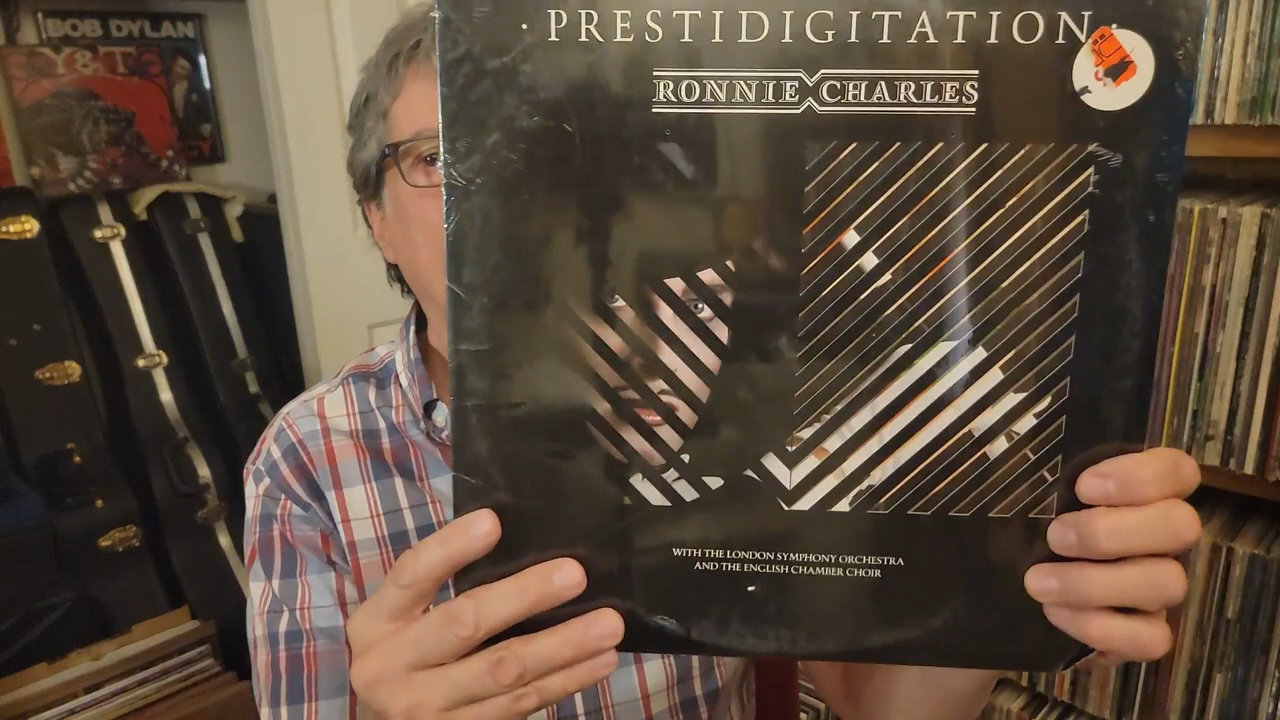 BOB DYLAN
Y&T
· PRESTIDIGITATION ·
RONNIE CHARLES
WITH THE LONDON SYMPHONY ORCHESTRA
AND THE ENGLISH CHAMBER CHOIR